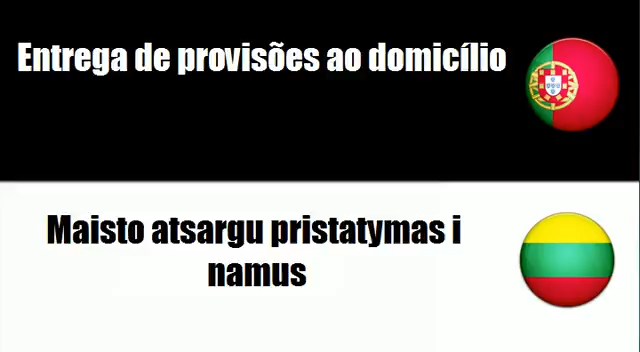 Entrega de provisões ao domicílio
Maisto atsargu pristatymas i
namus